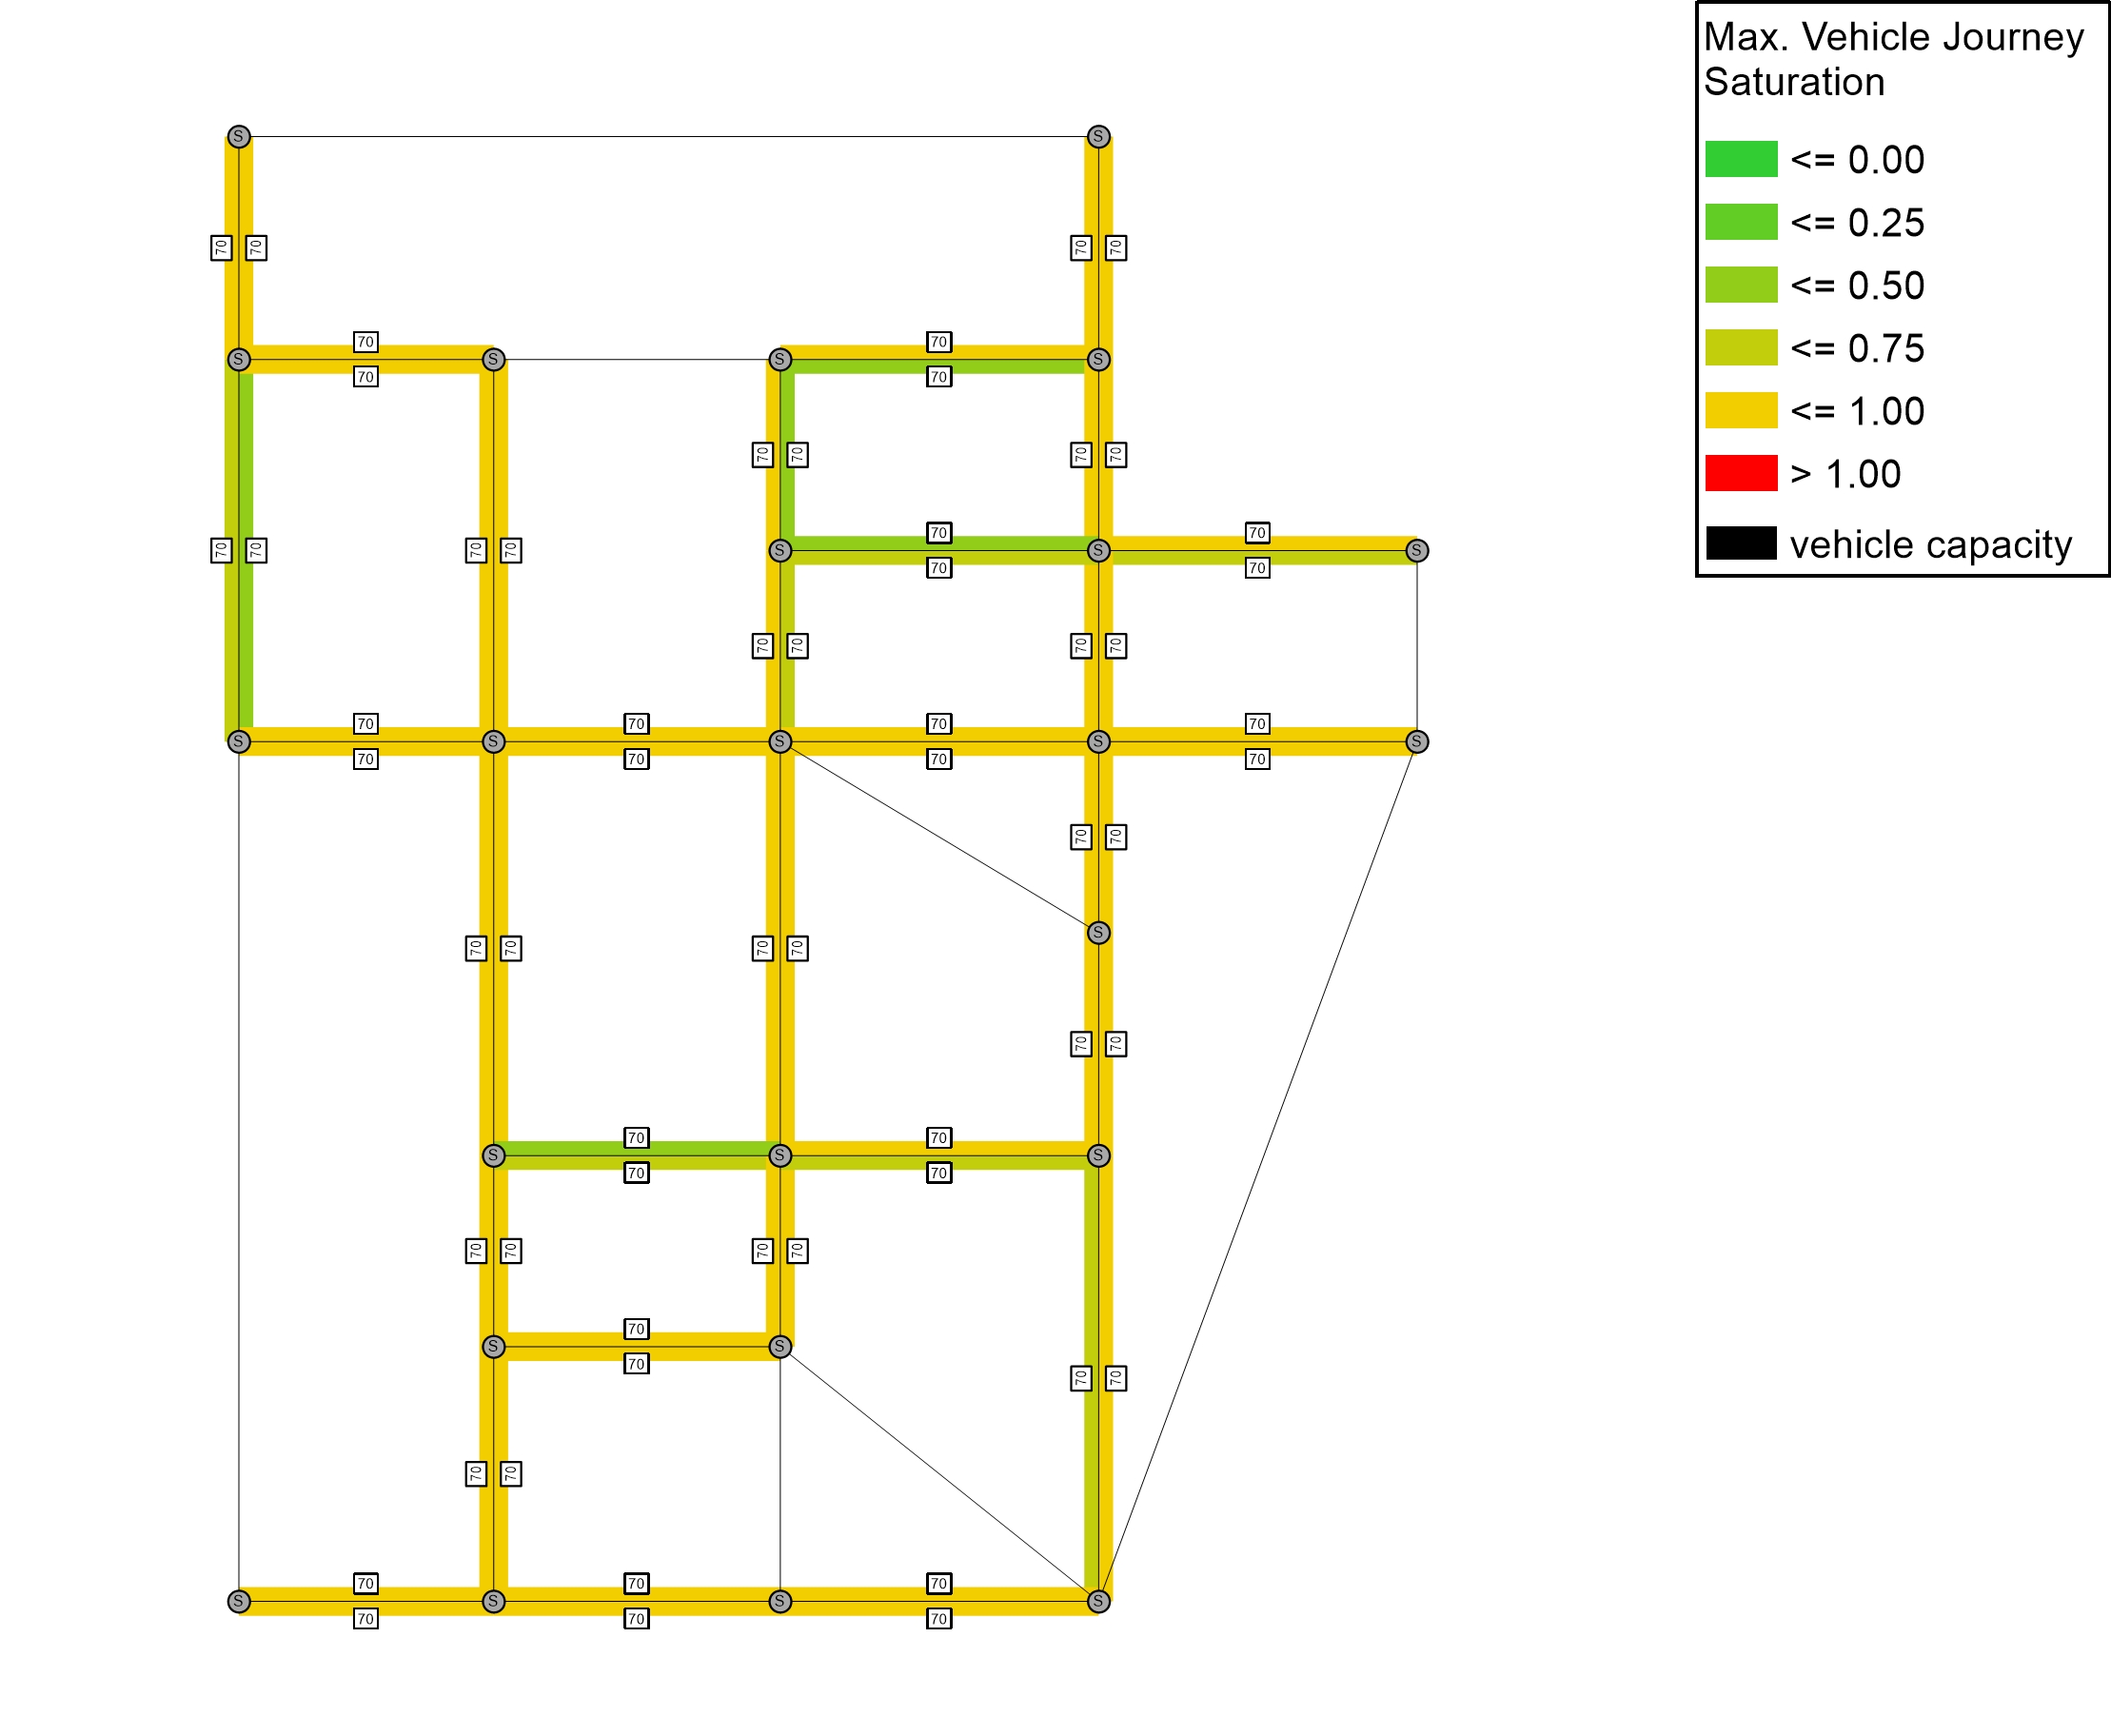 Max. Vehicle Journey
Saturation
<= 0.00
<= 0.25
<= 0.50
<= 0.75
<= 1.00
> 1.00
vehicle capacity
S S
70 70 70 70
70 70
S S S S
70 70
70 70 70 70
70 70
70 70 70 70 S S S
70 70
70 70 70 70
70 70 70 70
S S S S S
70 70 70 70
70 70
S
70 70 70 70
70 70
70 70
S S S
70 70
70 70 70 70
70
S S
70
70 70
70 70
70 70 70
S S S S
70 70 70